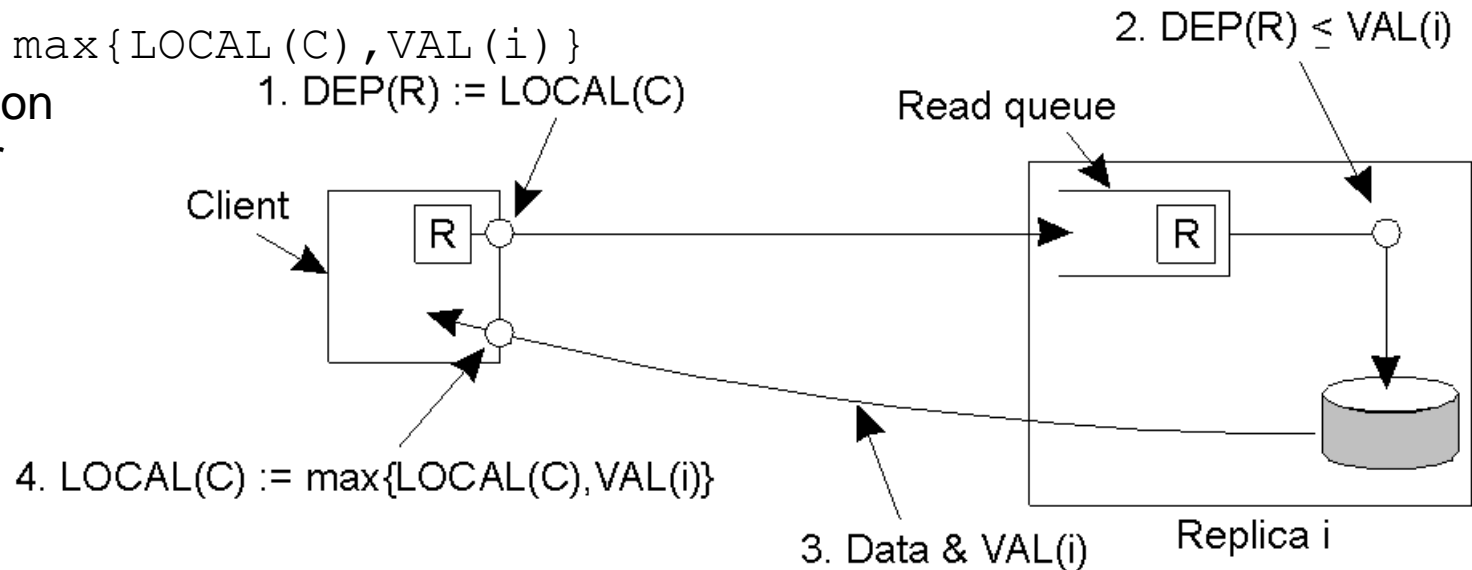 max{LOCAL(C),VAL(i)}
on
2. DEP(R) ≤ VAL(i)
1. DEP(R) := LOCAL(C)
Read queue
Client
R
R
4. LOCAL(C) := max{LOCAL(C),VAL(i)}
3. Data & VAL(i)
Replica i